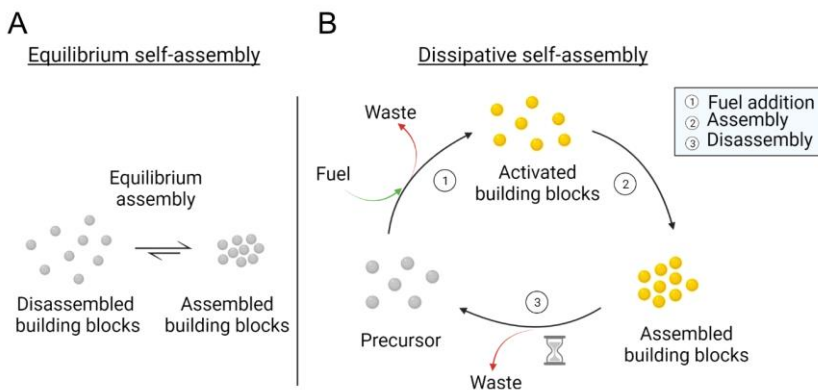 A
Equilibrium self-assembly
Equilibrium
assembly
Disassembled
building blocks
Assembled
building blocks
B
Dissipative self-assembly
Waste
Fuel
1
Activated
building blocks
2
1 Fuel addition
2 Assembly
3 Disassembly
Precursor
3
Waste
Assembled
building blocks